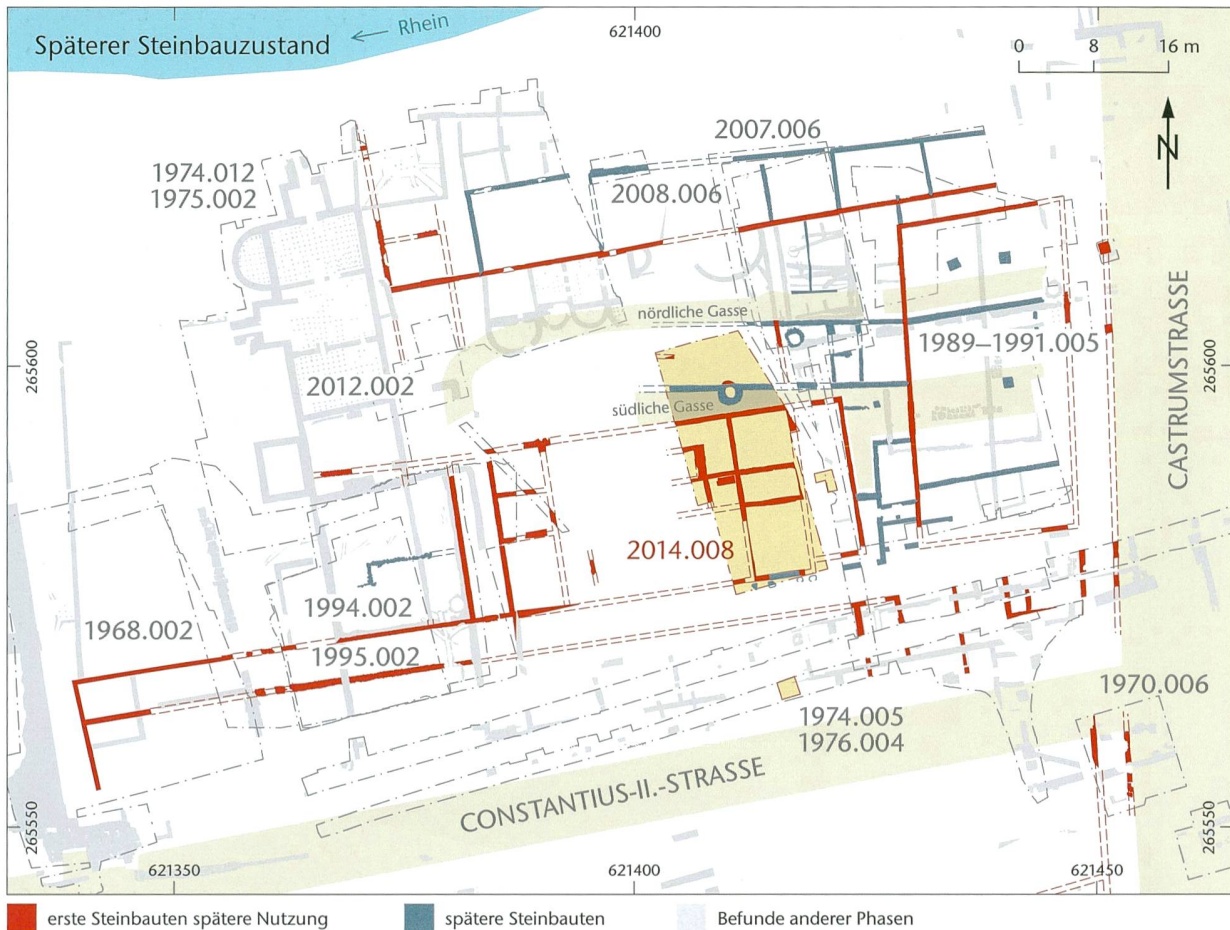 Späterer Steinbauzustand
← Rhein
621400
0 8 16 m
N
2007.006
1974.012
1975.002
2008.006
CASTRUMSTRASSE
nördliche Gasse
1989–1991.005
265600
265600
2012.002
südliche Gasse
2014.008
1994.002
1968.002
1995.002
1970.006
1974.005
1976.004
CONSTANTIUS-II.-STRASSE
265550
265550
621350
621400
621450
erste Steinbauten spätere Nutzung
spätere Steinbauten
Befunde anderer Phasen